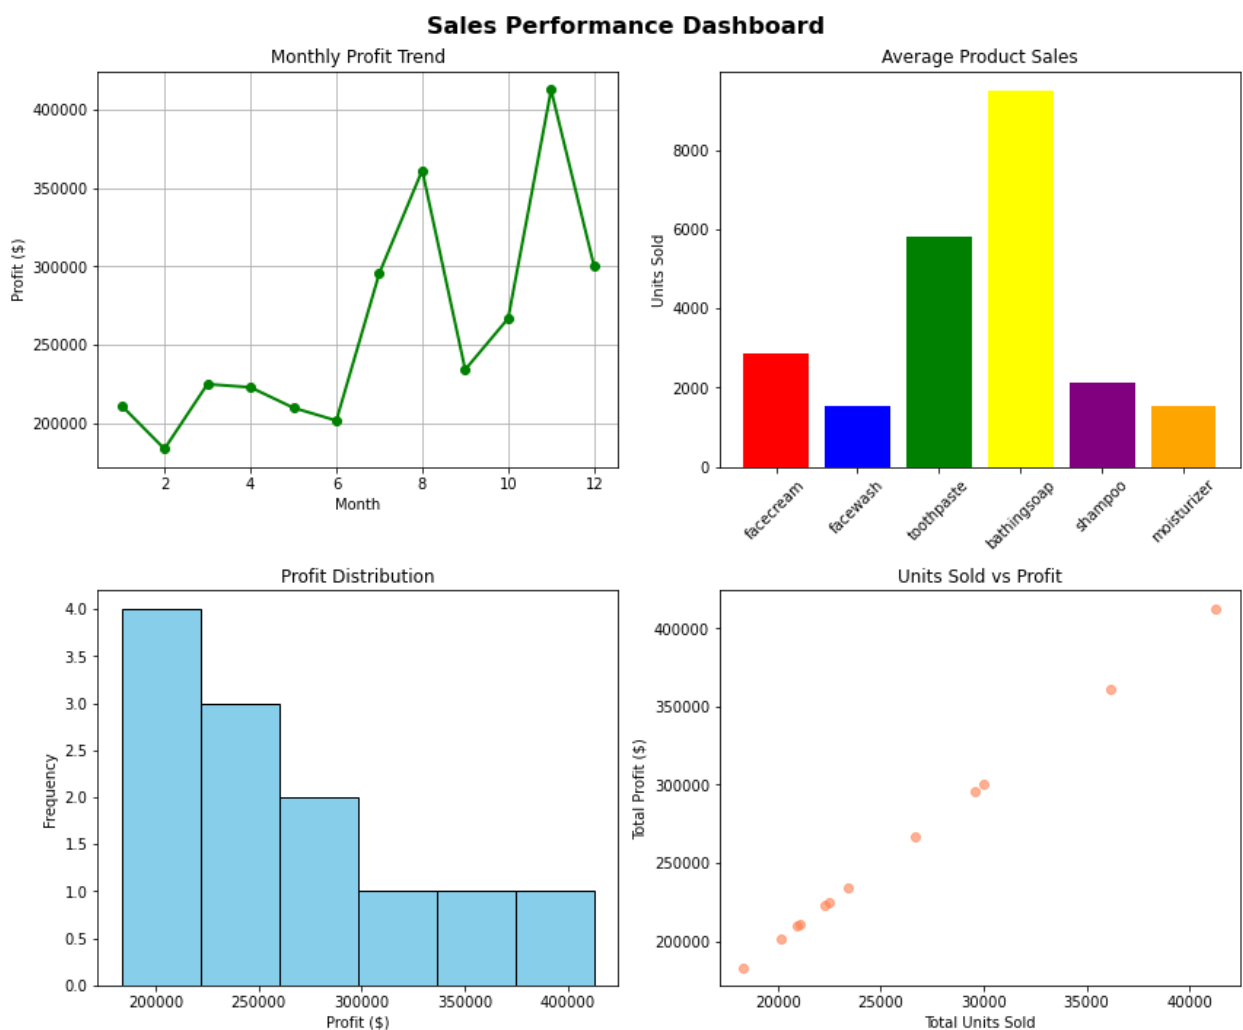 Sales Performance Dashboard
Monthly Profit Trend
Profit ($)
400000
350000
300000
250000
200000
2 4 6 8 10 12
Month
Average Product Sales
Units Sold
8000
6000
4000
2000
0
facecream facewash toothpaste bathingsoap shampoo moisturizer
Profit Distribution
Frequency
4.0
3.5
3.0
2.5
2.0
1.5
1.0
0.5
0.0
200000 250000 300000 350000 400000
Profit ($)
Units Sold vs Profit
Total Profit ($)
400000
350000
300000
250000
200000
20000 25000 30000 35000 40000
Total Units Sold